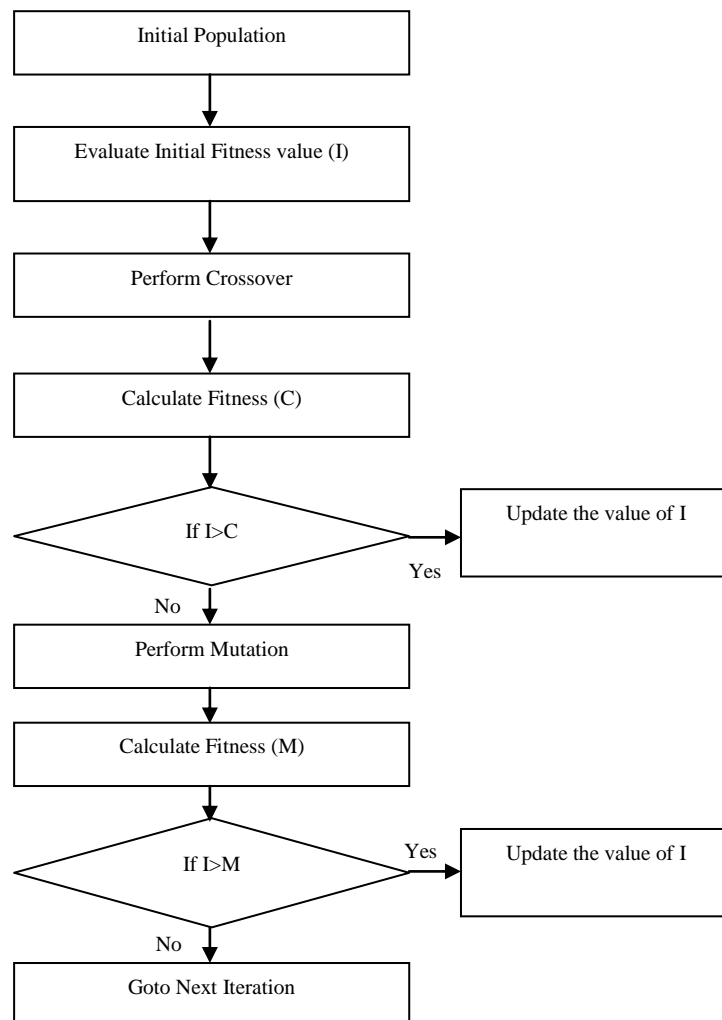 Initial Population
Evaluate Initial Fitness value (I)
Perform Crossover
Calculate Fitness (C)
If I>C
Update the value of I
Yes
No
Perform Mutation
Calculate Fitness (M)
If I>M
Yes
Update the value of I
No
Goto Next Iteration